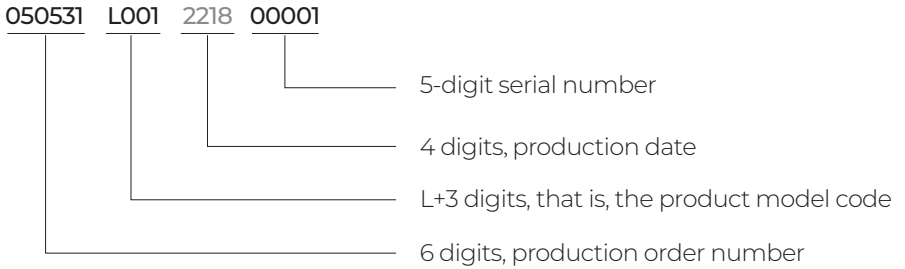 050531 L001 2218 00001
5-digit serial number
4 digits, production date
L+3 digits, that is, the product model code
6 digits, production order number